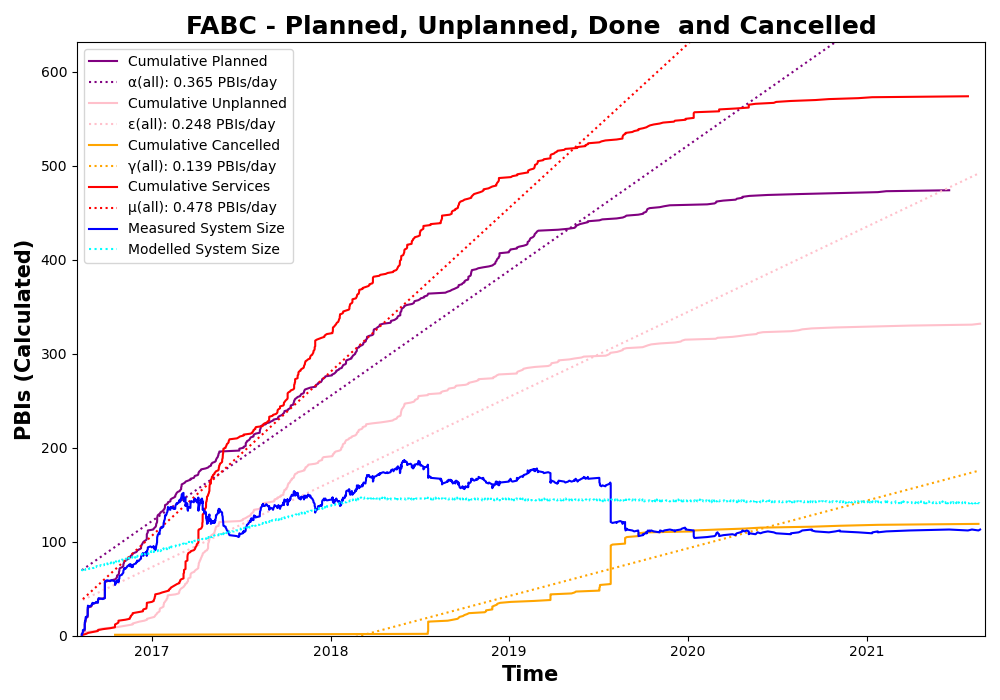 FABC - Planned, Unplanned, Done  and Cancelled
Cumulative Planned
α(all): 0.365 PBIs/day
Cumulative Unplanned
ε(all): 0.248 PBIs/day
Cumulative Cancelled
γ(all): 0.139 PBIs/day
Cumulative Services
μ(all): 0.478 PBIs/day
Measured System Size
Modelled System Size
PBIs (Calculated)
600
500
400
300
200
100
0
2017 2018 2019 2020 2021
Time